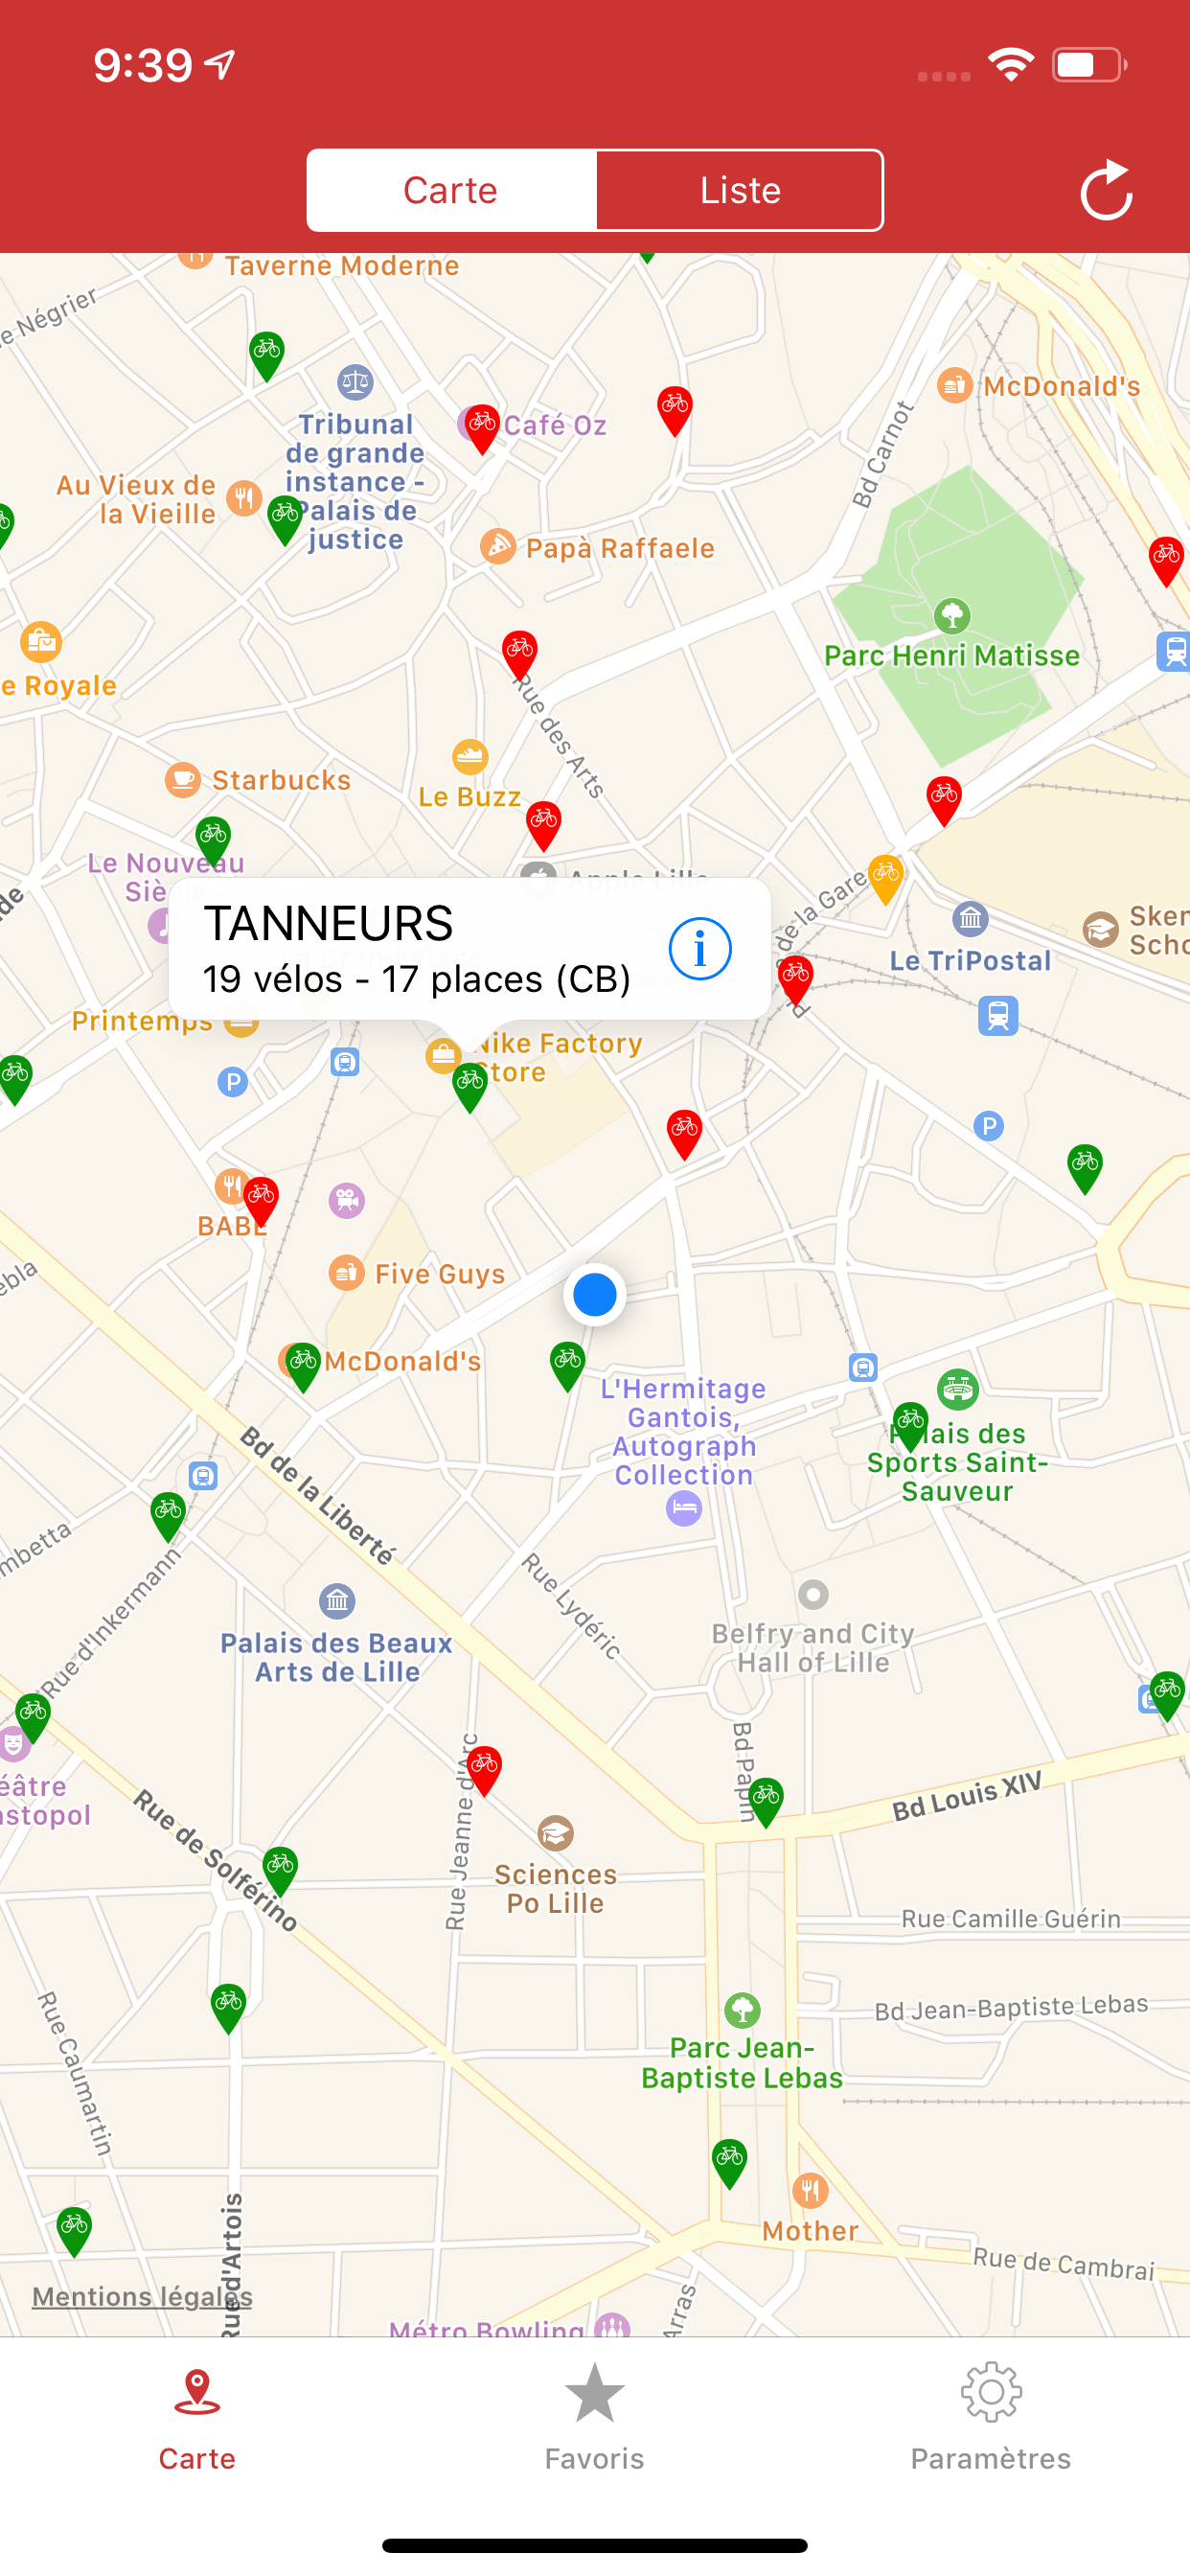 9:39
Carte
Liste
Taverne Moderne
e Négrier
McDonald's
Tribunal
de grande
instance -
Palais de
justice
Café Oz
Bd Carnot
Au Vieux de
la Vieille
Papà Raffaele
Parc Henri Matisse
e Royale
Rue des Arts
Starbucks
Le Buzz
Le Nouveau
Siècle
Apple Lille
de la Gare
de
Sker
Scho
Le TriPostal
TANNEURS
19 vélos - 17 places (CB)
i
Printemps
Nike Factory
Store
P
P
BABE
Five Guys
ebla
McDonald's
L'Hermitage
Gantois,
Autograph
Collection
Palais des
Sports Saint-
Sauveur
Bd de la Liberté
mbetta
Rue d'Inkermann
Rue Lydéric
Palais des Beaux
Arts de Lille
Belfry and City
Hall of Lille
éâtre
astopol
Rue Jeanne d'Arc
Bd Papin
Bd Louis XIV
Rue de Solférino
Sciences
Po Lille
Rue Camille Guérin
Rue Caumartin
Bd Jean-Baptiste Lebas
Parc Jean-
Baptiste Lebas
Mother
Rue d'Artois
Rue de Cambrai
Mentions légales
Métro Bowling
Arras
Carte
Favoris
Paramètres